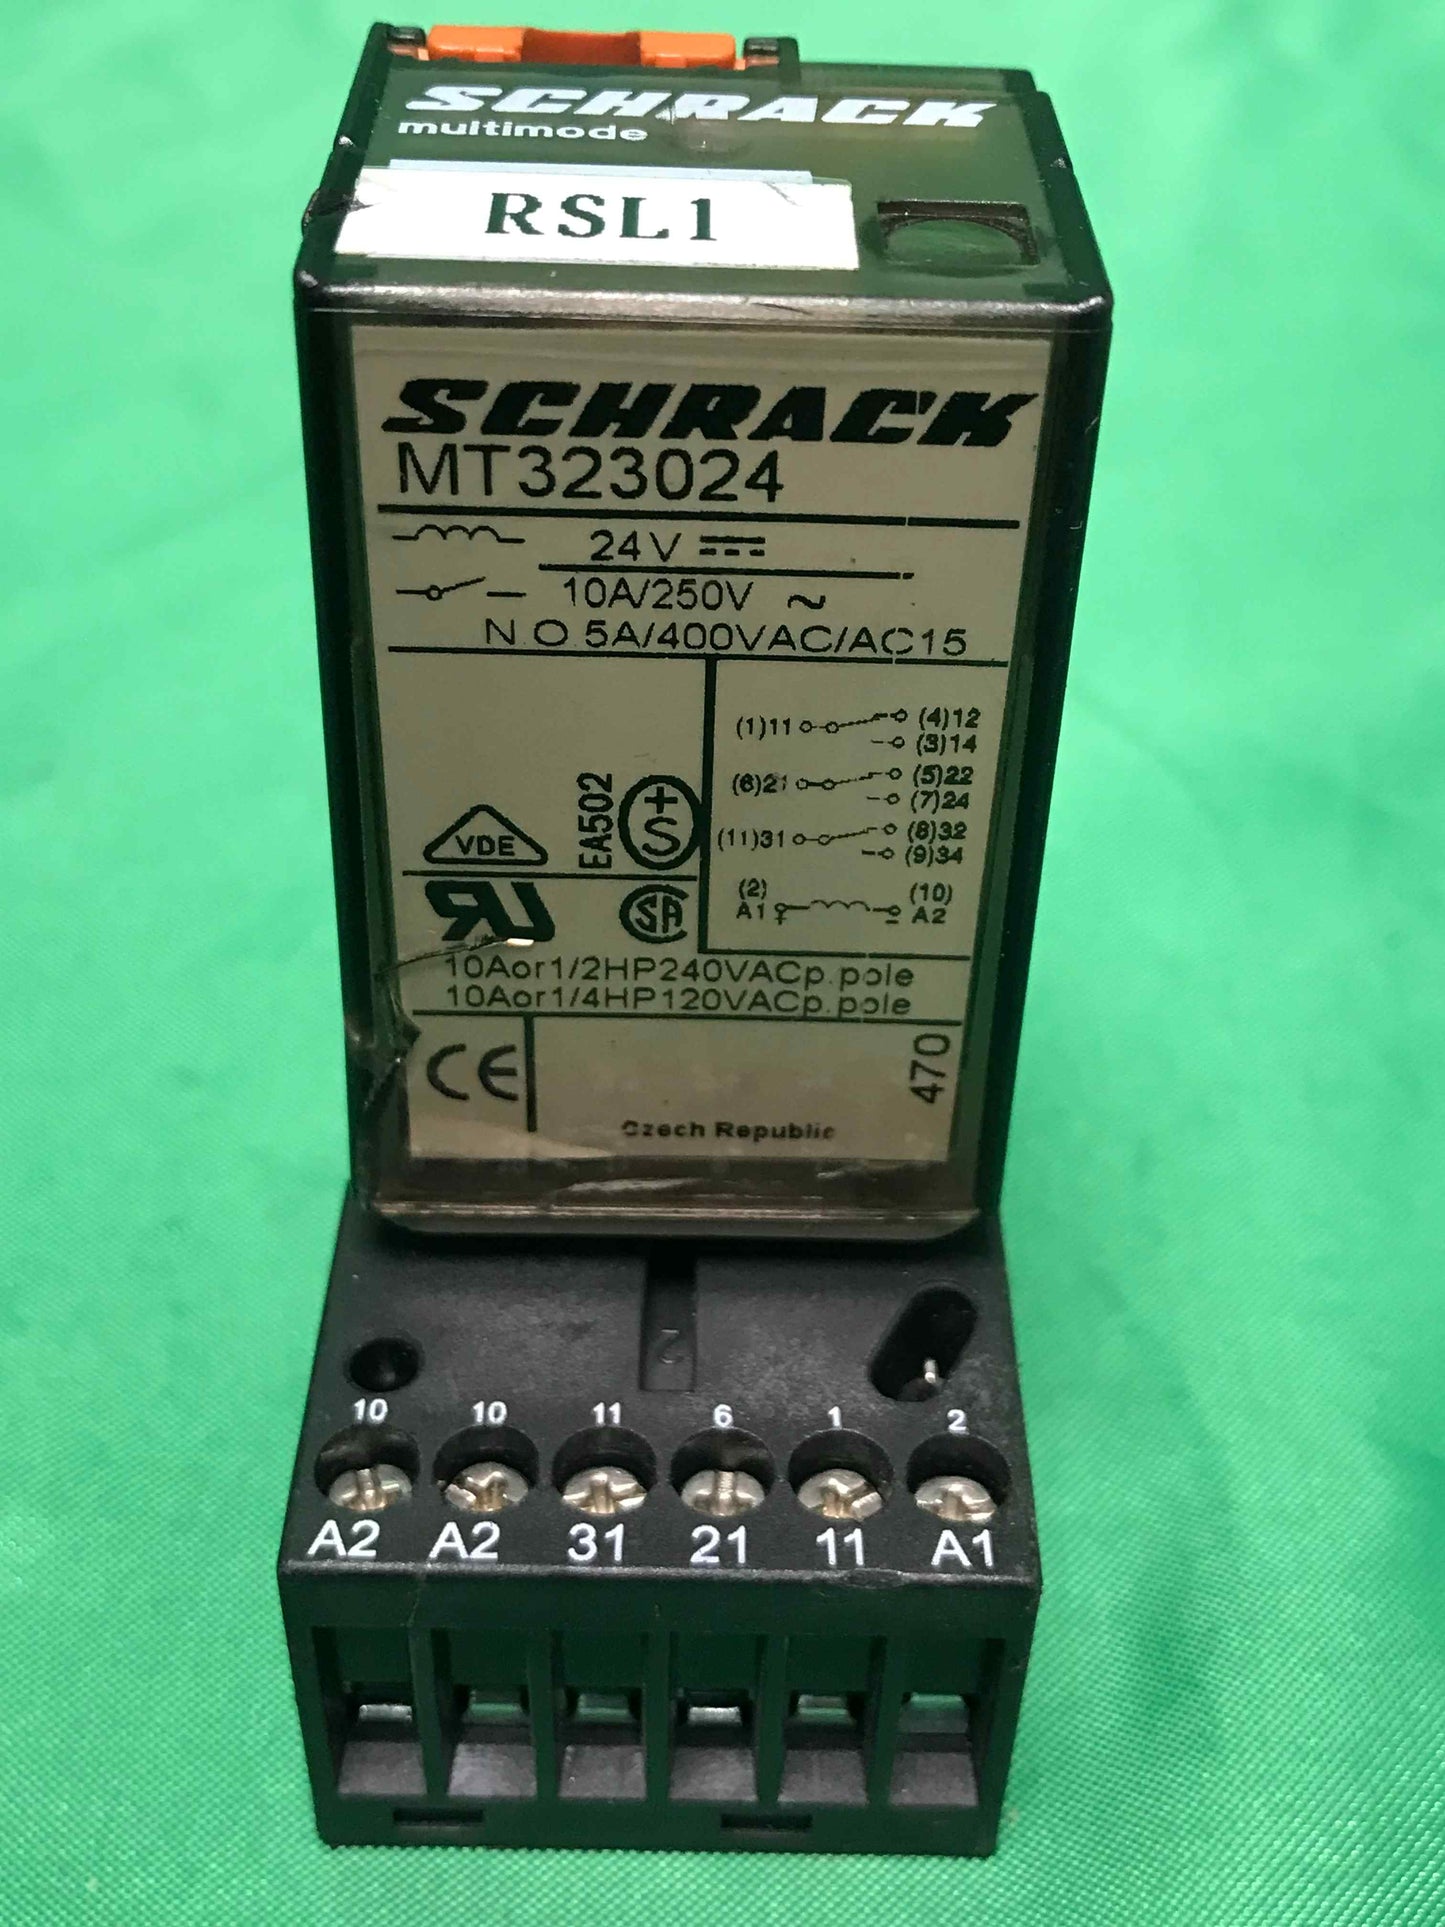 SCHRACK
multimode
RSL1
SCHRACK
MT323024
24V
10A/250V ~
N.O.5A/400VAC/AC15
(1)11 (4)12
(3)14
(6)21 (5)22
(7)24
(11)31 (8)32
(9)34
(2) (10)
A1 A2
VDE
EA502
+S
RU
SA
10Aor1/2HP240VACp.pole
10Aor1/4HP120VACp.pole
CE
470
Czech Republic
2
10 10 11 6 1 2
A2 A2 31 21 11 A1